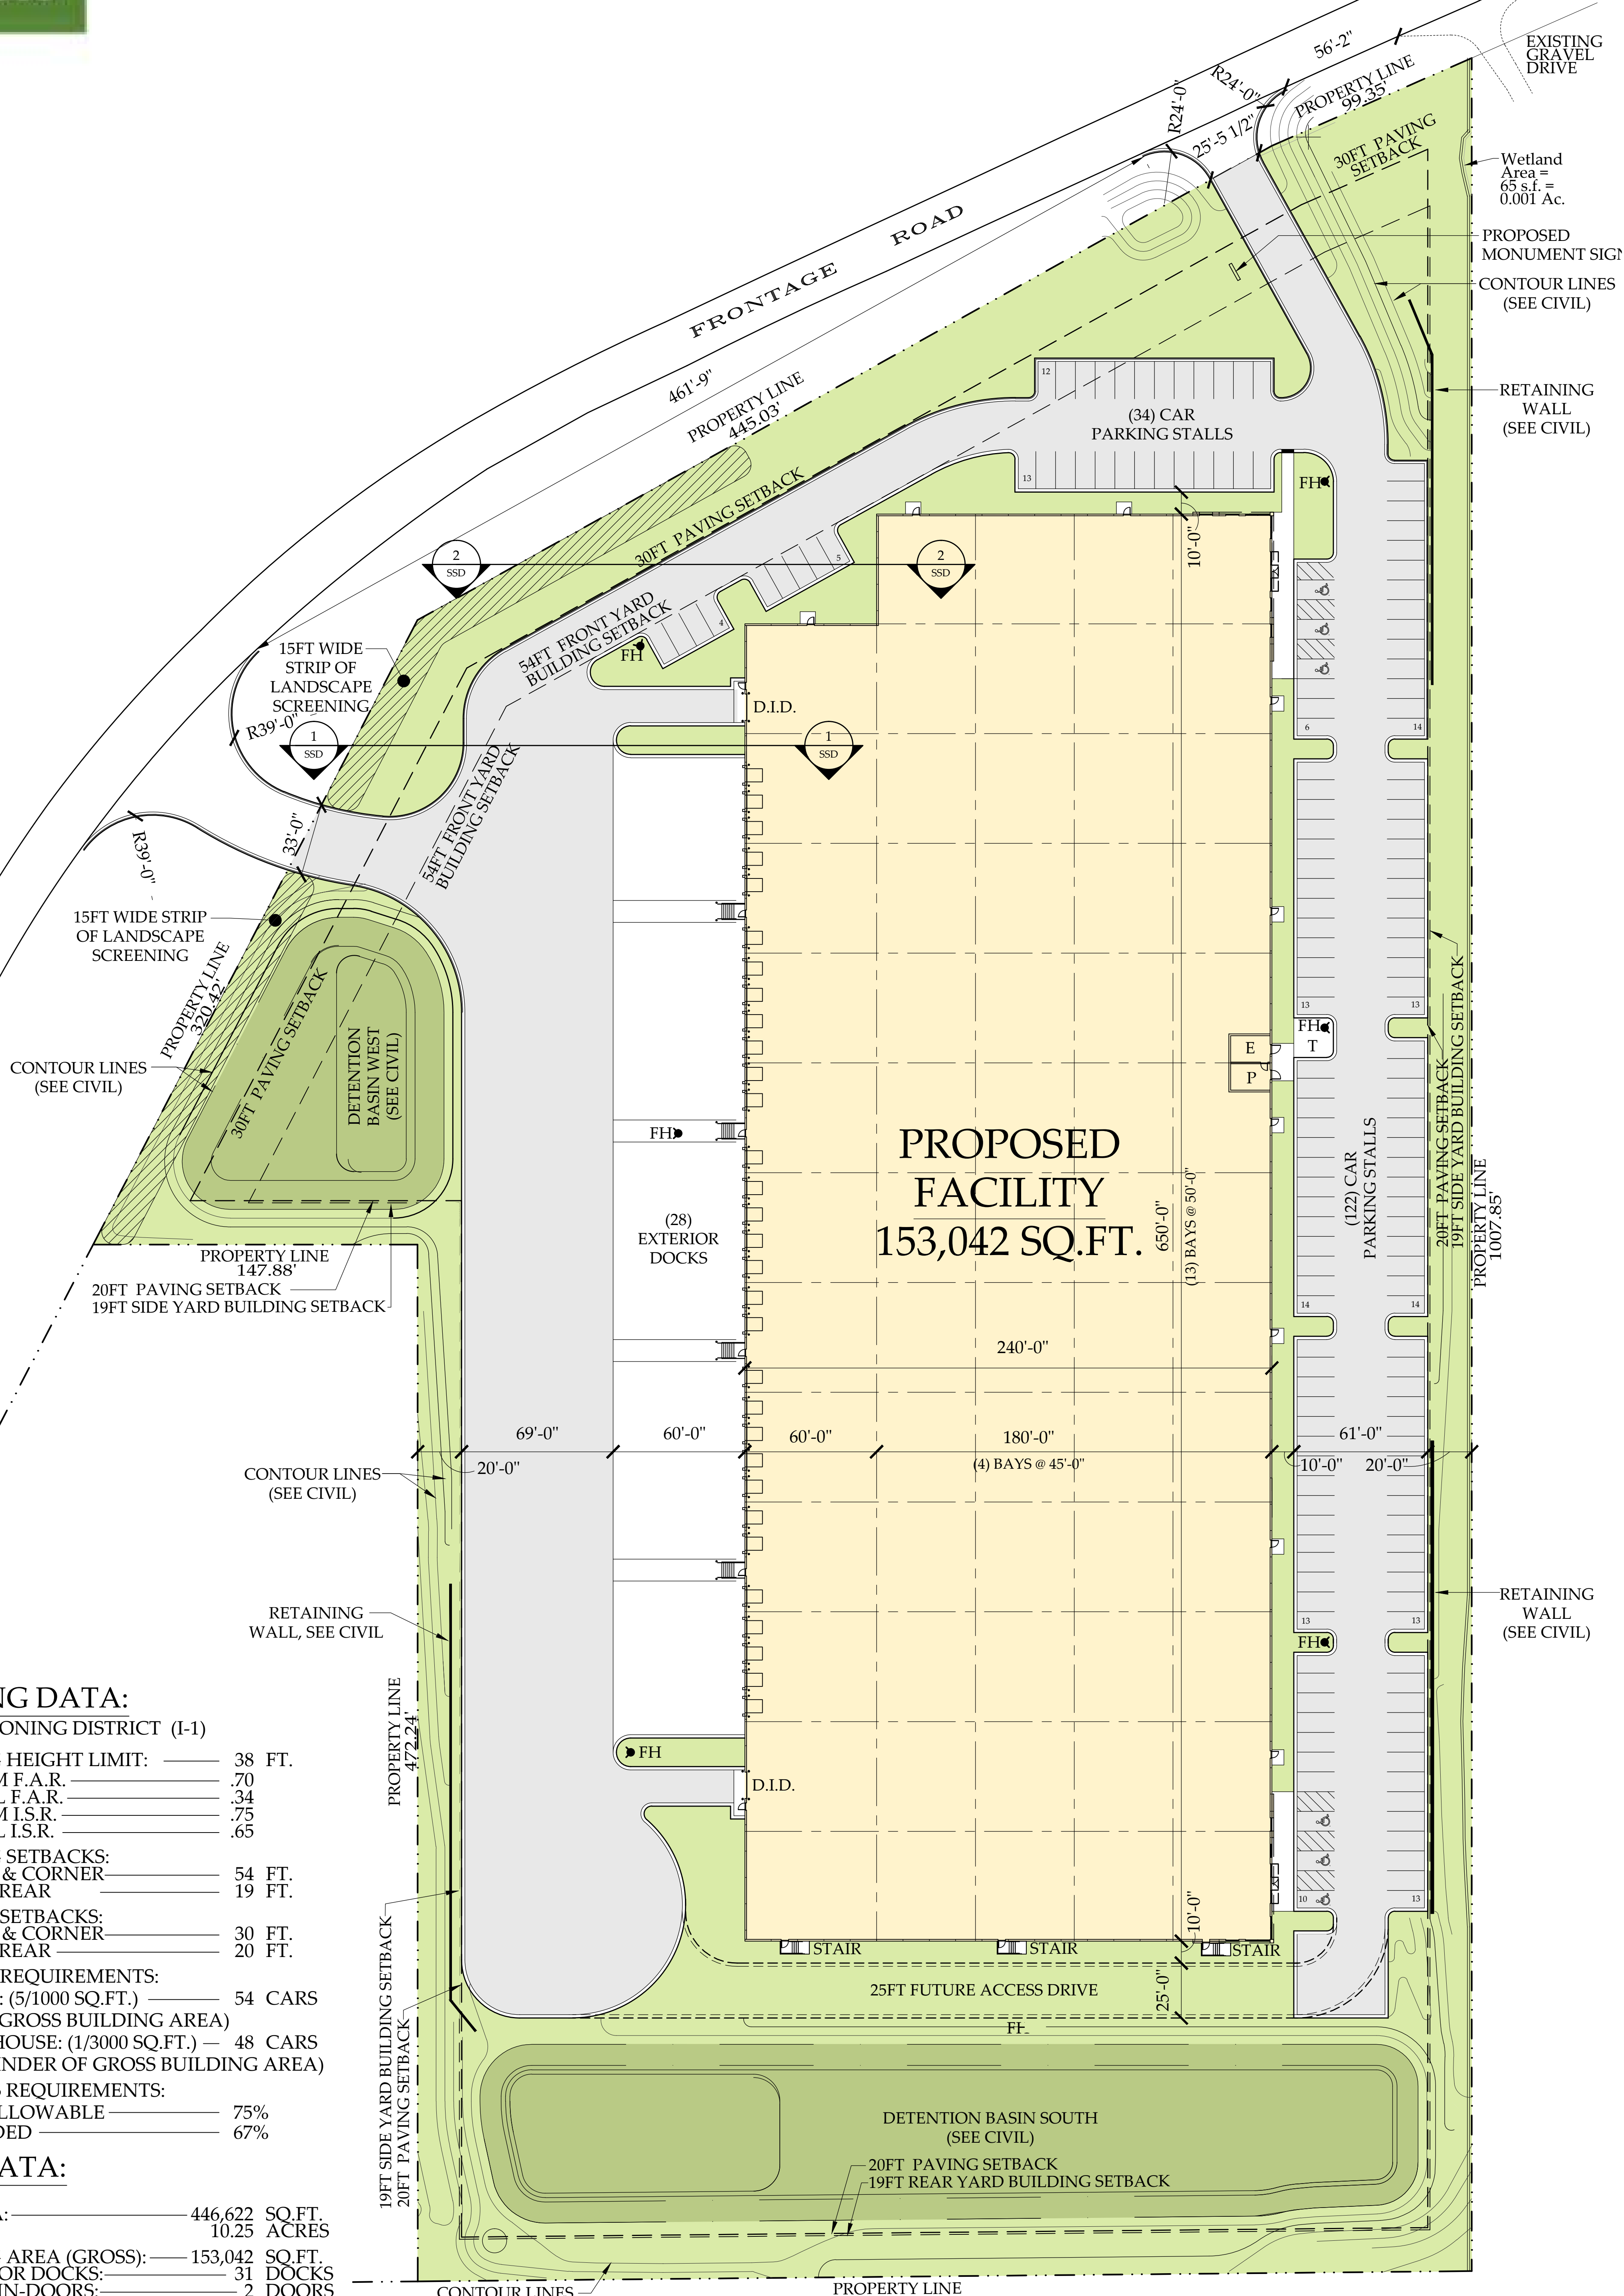 56'-2"
EXISTING
GRAVEL
DRIVE
R24'-0"
R24'-0"
PROPERTY LINE
99.35'
25'-5 1/2"
30FT PAVING
SETBACK
Wetland
Area =
65 s.f. =
0.001 Ac.
PROPOSED
MONUMENT SIGN
CONTOUR LINES
(SEE CIVIL)
FRONTAGE ROAD
461'-9"
PROPERTY LINE
445.03'
RETAINING
WALL
(SEE CIVIL)
12
(34) CAR
PARKING STALLS
13
FH
30FT PAVING SETBACK
10'-0"
2
SSD
2
SSD
5
4
54FT FRONT YARD
BUILDING SETBACK
FH
15FT WIDE
STRIP OF
LANDSCAPE
SCREENING
R39'-0"
D.I.D.
1
SSD
1
SSD
6
14
54FT FRONT YARD
BUILDING SETBACK
33'-0"
R39'-0"
15FT WIDE STRIP
OF LANDSCAPE
SCREENING
PROPERTY LINE
320.42'
30FT PAVING SETBACK
DETENTION
BASIN WEST
(SEE CIVIL)
CONTOUR LINES
(SEE CIVIL)
13
13
FH
T
E
P
FH
PROPOSED
FACILITY
153,042 SQ.FT.
650'-0"
(13) BAYS @ 50'-0"
(28)
EXTERIOR
DOCKS
(122) CAR
PARKING STALLS
20FT PAVING SETBACK
19FT SIDE YARD BUILDING SETBACK
PROPERTY LINE
1007.85'
PROPERTY LINE
147.88'
20FT PAVING SETBACK
19FT SIDE YARD BUILDING SETBACK
14
14
240'-0"
69'-0"
60'-0"
60'-0"
180'-0"
61'-0"
20'-0"
(4) BAYS @ 45'-0"
10'-0"
20'-0"
CONTOUR LINES
(SEE CIVIL)
RETAINING
WALL, SEE CIVIL
RETAINING
WALL
(SEE CIVIL)
13
13
FH
PROPERTY LINE
472.24'
FH
D.I.D.
10
13
10'-0"
STAIR
STAIR
STAIR
25FT FUTURE ACCESS DRIVE
25'-0"
19FT SIDE YARD BUILDING SETBACK
20FT PAVING SETBACK
DETENTION BASIN SOUTH
(SEE CIVIL)
20FT PAVING SETBACK
19FT REAR YARD BUILDING SETBACK
CONTOUR LINES
PROPERTY LINE
NG DATA:
ONING DISTRICT (I-1)
HEIGHT LIMIT: 38 FT.
M F.A.R. .70
L F.A.R. .34
M I.S.R. .75
L I.S.R. .65
SETBACKS:
& CORNER 54 FT.
REAR 19 FT.
SETBACKS:
& CORNER 30 FT.
REAR 20 FT.
REQUIREMENTS:
: (5/1000 SQ.FT.) 54 CARS
GROSS BUILDING AREA)
HOUSE: (1/3000 SQ.FT.) 48 CARS
INDER OF GROSS BUILDING AREA)
REQUIREMENTS:
LLOWABLE 75%
DED 67%
ATA:
A: 446,622 SQ.FT.
10.25 ACRES
AREA (GROSS): 153,042 SQ.FT.
OR DOCKS: 31 DOCKS
IN-DOORS: 2 DOORS